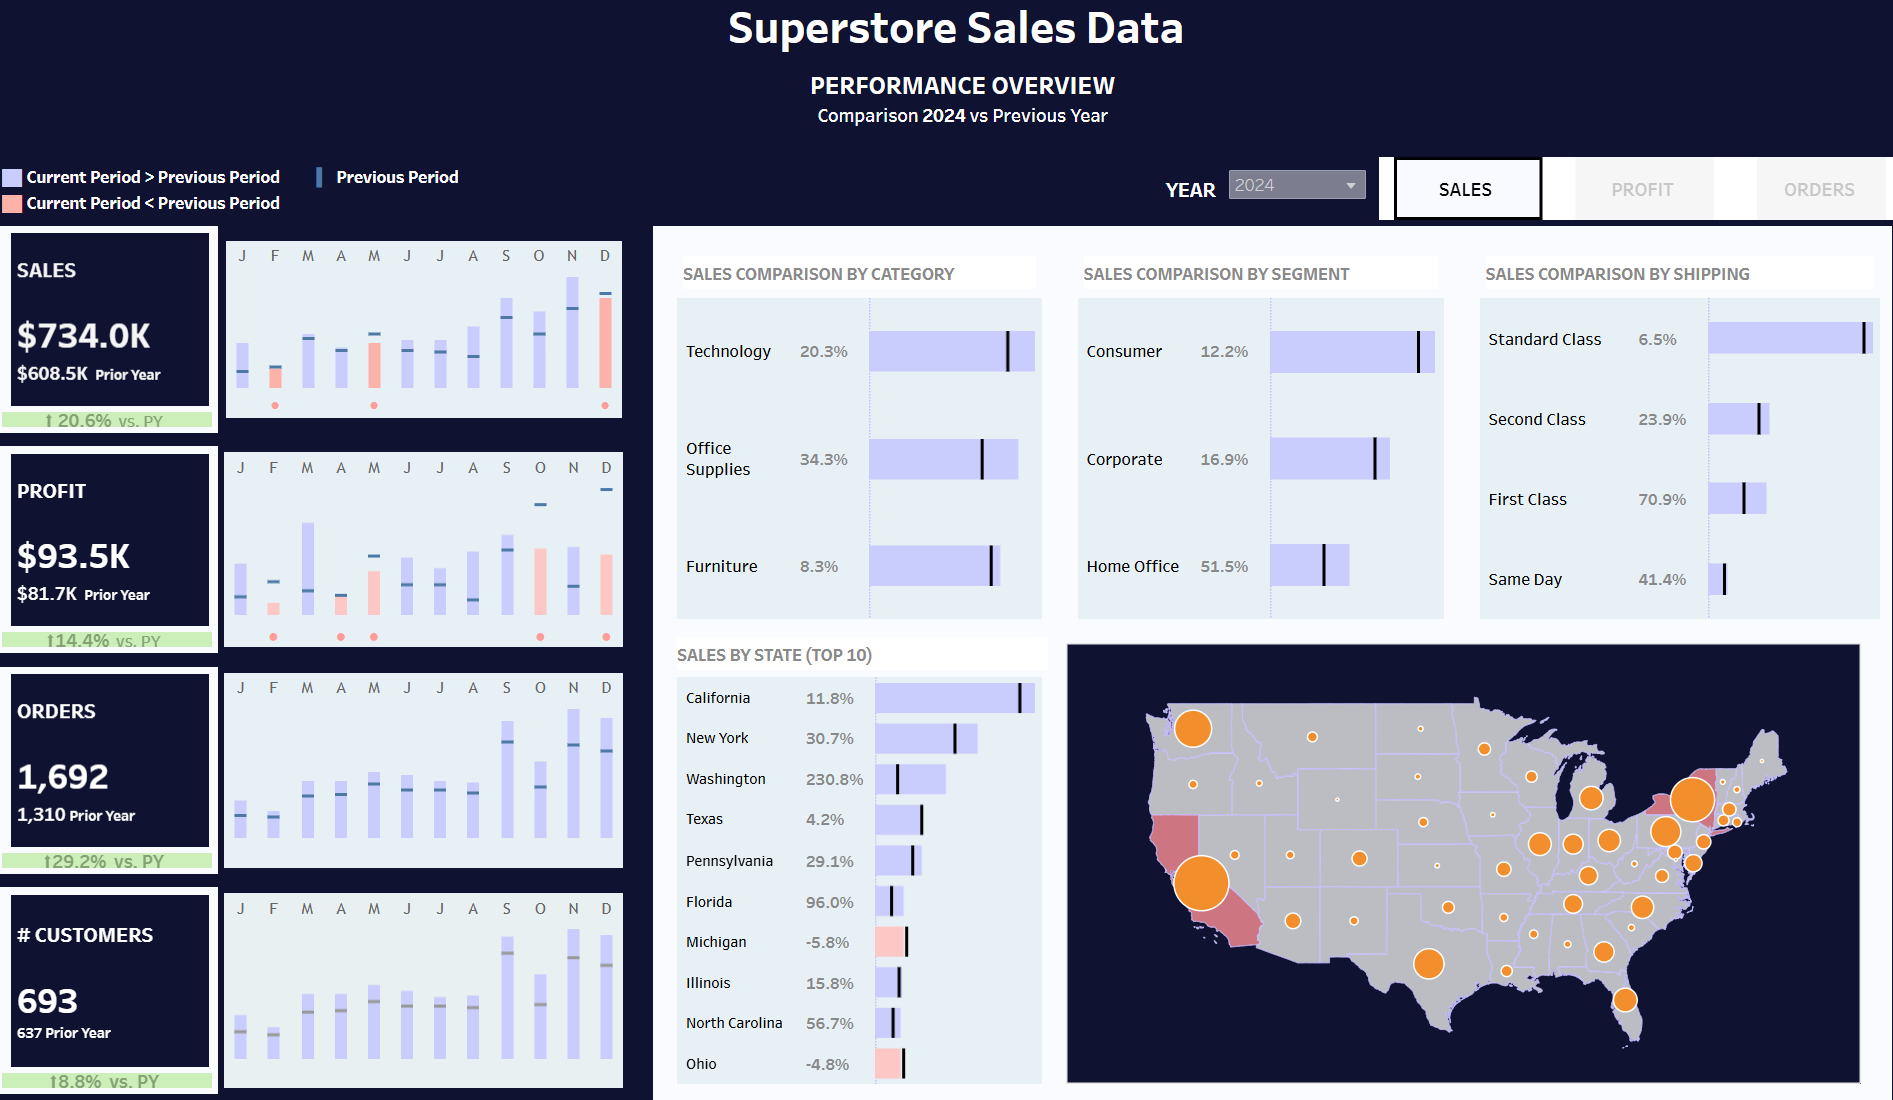 Superstore Sales Data
PERFORMANCE OVERVIEW
Comparison 2024 vs Previous Year
Current Period > Previous Period
Previous Period
Current Period < Previous Period
YEAR
2024
SALES
PROFIT
ORDERS
SALES
$734.0K
$608.5K Prior Year
↑ 20.6% vs. PY
J F M A M J J A S O N D
PROFIT
$93.5K
$81.7K Prior Year
↑14.4% vs. PY
J F M A M J J A S O N D
ORDERS
1,692
1,310 Prior Year
↑29.2% vs. PY
J F M A M J J A S O N D
# CUSTOMERS
693
637 Prior Year
↑8.8% vs. PY
J F M A M J J A S O N D
SALES COMPARISON BY CATEGORY
Technology 20.3%
Office
Supplies 34.3%
Furniture 8.3%
SALES COMPARISON BY SEGMENT
Consumer 12.2%
Corporate 16.9%
Home Office 51.5%
SALES COMPARISON BY SHIPPING
Standard Class 6.5%
Second Class 23.9%
First Class 70.9%
Same Day 41.4%
SALES BY STATE (TOP 10)
California 11.8%
New York 30.7%
Washington 230.8%
Texas 4.2%
Pennsylvania 29.1%
Florida 96.0%
Michigan -5.8%
Illinois 15.8%
North Carolina 56.7%
Ohio -4.8%